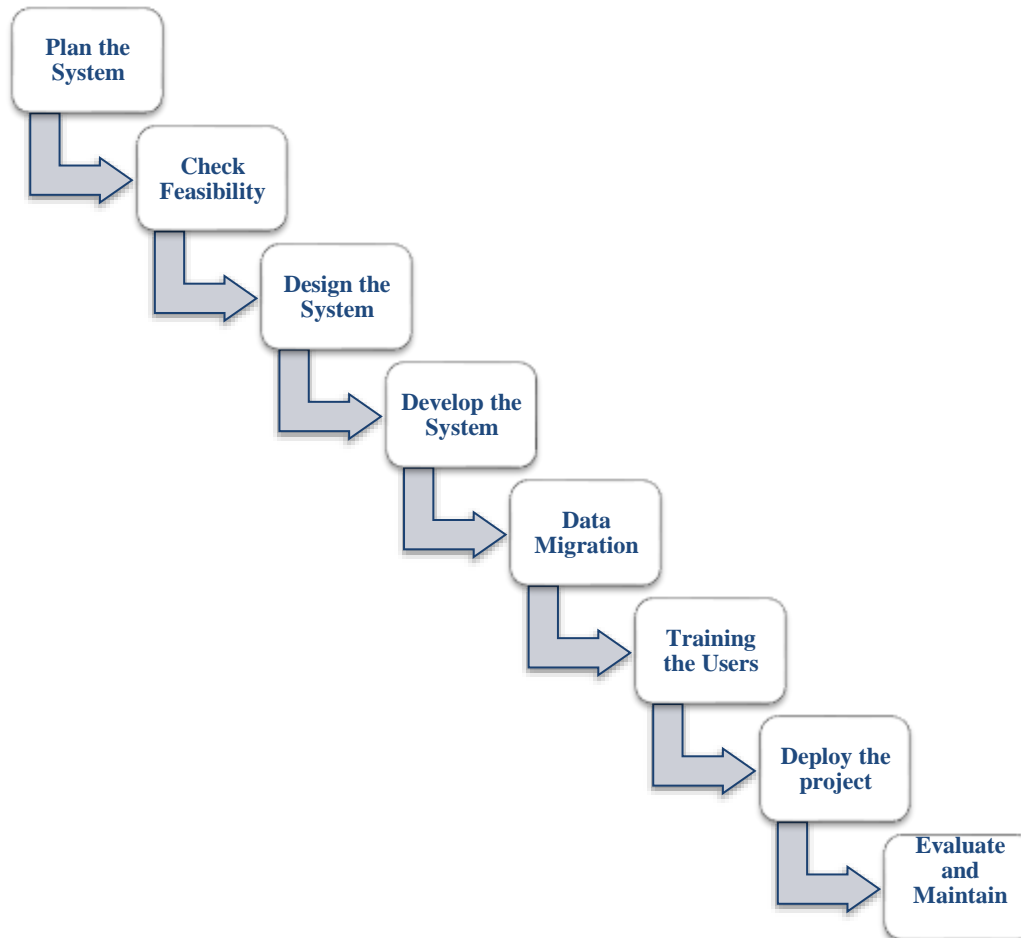 Plan the
System
Check
Feasibility
Design the
System
Develop the
System
Data
Migration
Training
the Users
Deploy the
project
Evaluate
and
Maintain